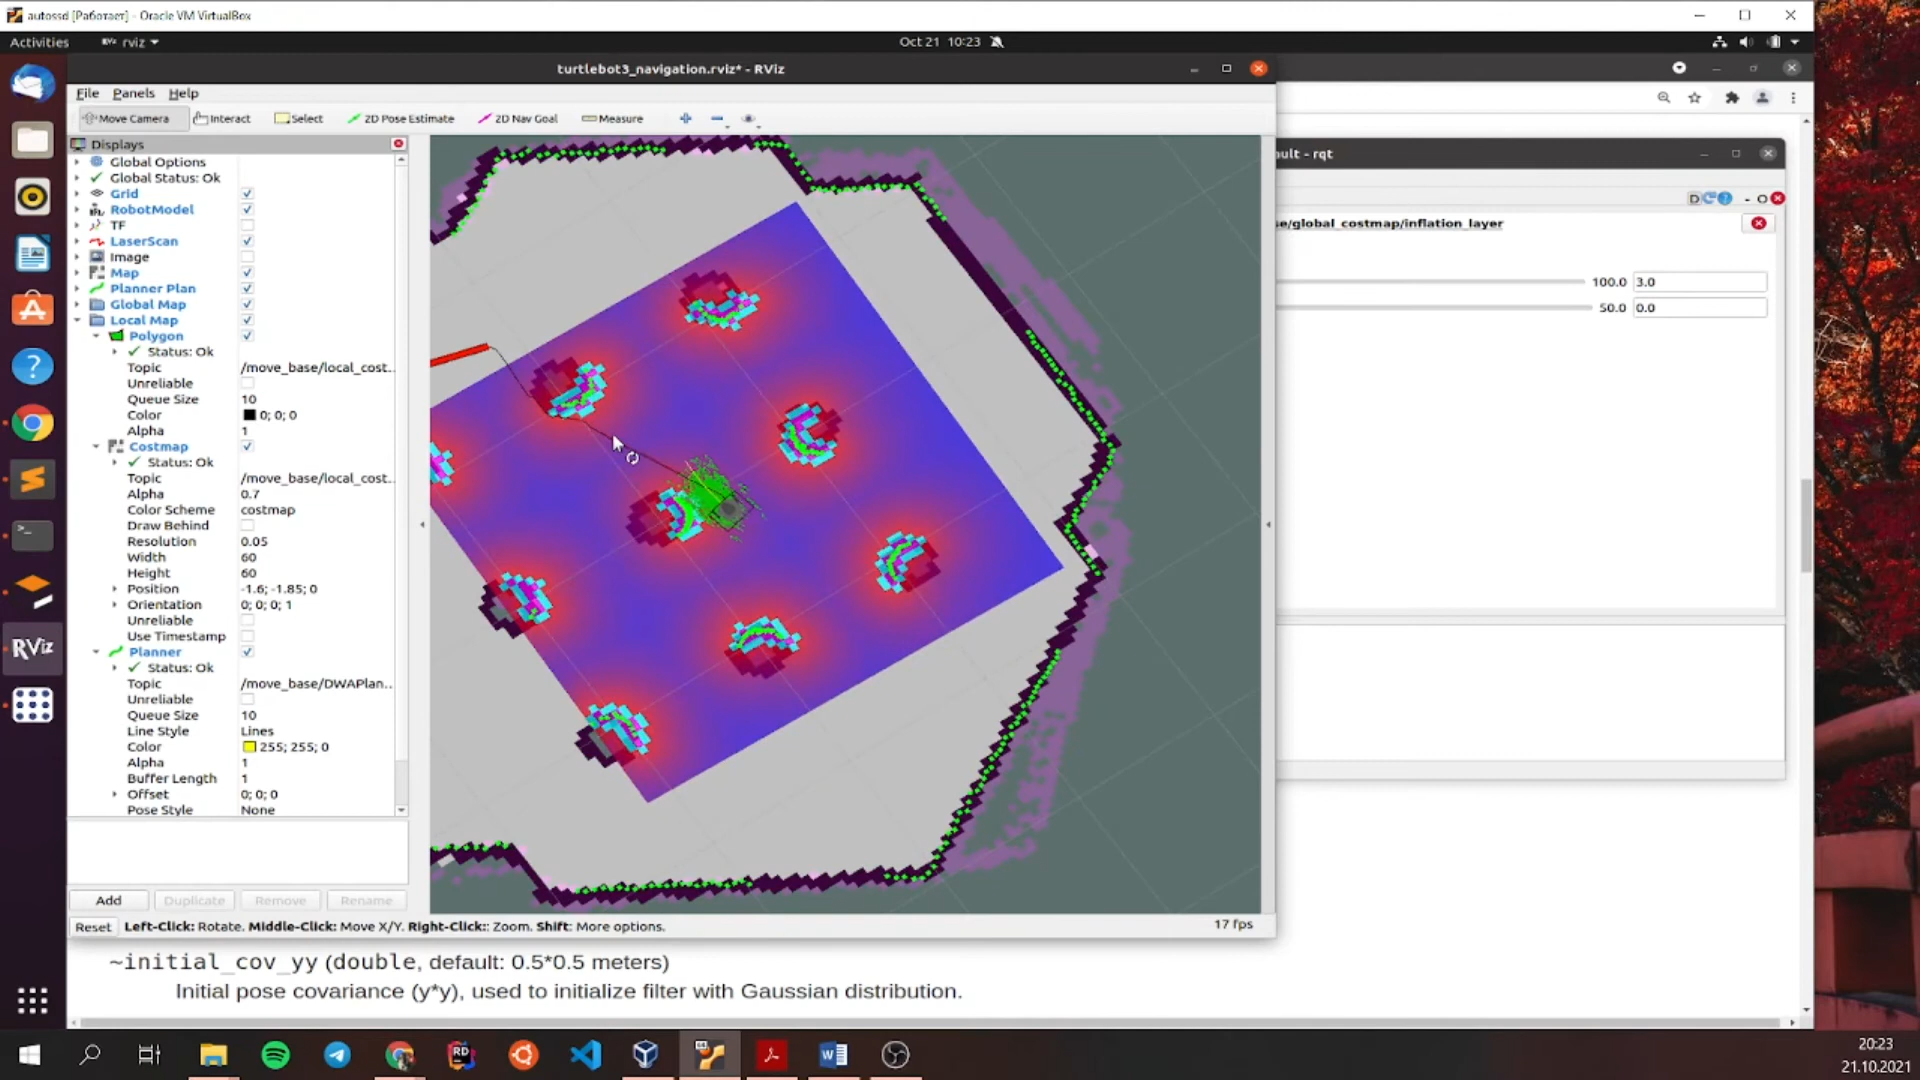 autossd [Работает] - Oracle VM VirtualBox
Activities
rviz
Oct 21 10:23
turtlebot3_navigation.rviz* - RViz
File Panels Help
Move Camera
Interact
Select
2D Pose Estimate
2D Nav Goal
Measure
Displays
Global Options
Global Status: Ok
Grid
RobotModel
TF
LaserScan
Image
Map
Planner Plan
Global Map
Local Map
Polygon
Status: Ok
Topic /move_base/local_cost...
Unreliable
Queue Size 10
Color 0; 0; 0
Alpha 1
Costmap
Status: Ok
Topic /move_base/local_cost...
Alpha 0.7
Color Scheme costmap
Draw Behind
Resolution 0.05
Width 60
Height 60
Position -1.6; -1.85; 0
Orientation 0; 0; 0; 1
Unreliable
Use Timestamp
Planner
Status: Ok
Topic /move_base/DWAPlan...
Unreliable
Queue Size 10
Line Style Lines
Color 255; 255; 0
Alpha 1
Buffer Length 1
Offset 0; 0; 0
Pose Style None
Add
Duplicate
Remove
Rename
Reset
Left-Click: Rotate. Middle-Click: Move X/Y. Right-Click:: Zoom. Shift: More options.
17 fps
ault - rqt
D
- O
se/global_costmap/inflation_layer
100.0 3.0
50.0 0.0
RViz
~initial_cov_yy (double, default: 0.5*0.5 meters)
Initial pose covariance (y*y), used to initialize filter with Gaussian distribution.
RD
20:23
21.10.2021